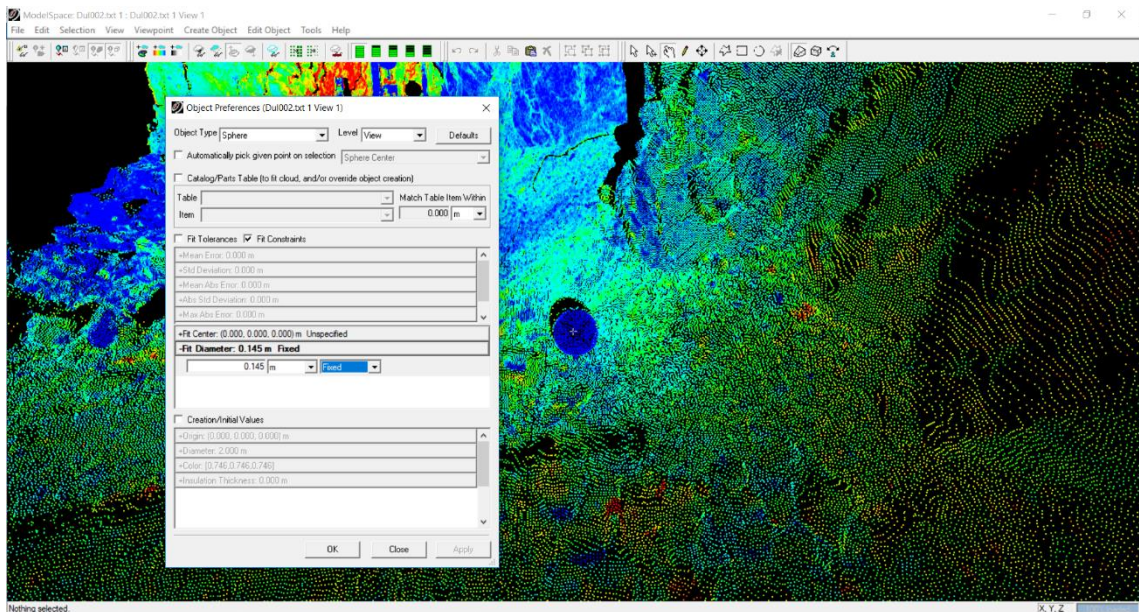 ModelSpace: Dul002.txt 1 : Dul002.txt 1 View 1
File Edit Selection View Viewpoint Create Object Edit Object Tools Help
Object Preferences (Dul002.txt 1 View 1)
Object Type Sphere Level View Defaults
Automatically pick given point on selection Sphere Center
Catalog/Parts Table (to fit cloud, and/or override object creation)
Table Match Table Item Within
Item 0.000 m
Fit Tolerances Fit Constraints
+Mean Error: 0.000 m
+Std Deviation: 0.000 m
+Mean Abs Error: 0.000 m
+Abs Std Deviation: 0.000 m
+Max Abs Error: 0.000 m
+Fit Center: (0.000, 0.000, 0.000) m Unspecified
-Fit Diameter: 0.145 m Fixed
0.145 m Fixed
Creation/Initial Values
+Origin: (0.000, 0.000, 0.000) m
+Diameter: 2.000 m
+Color: [0.746,0.746,0.746]
+Insulation Thickness: 0.000 m
OK Close Apply
Nothing selected. X, Y, Z